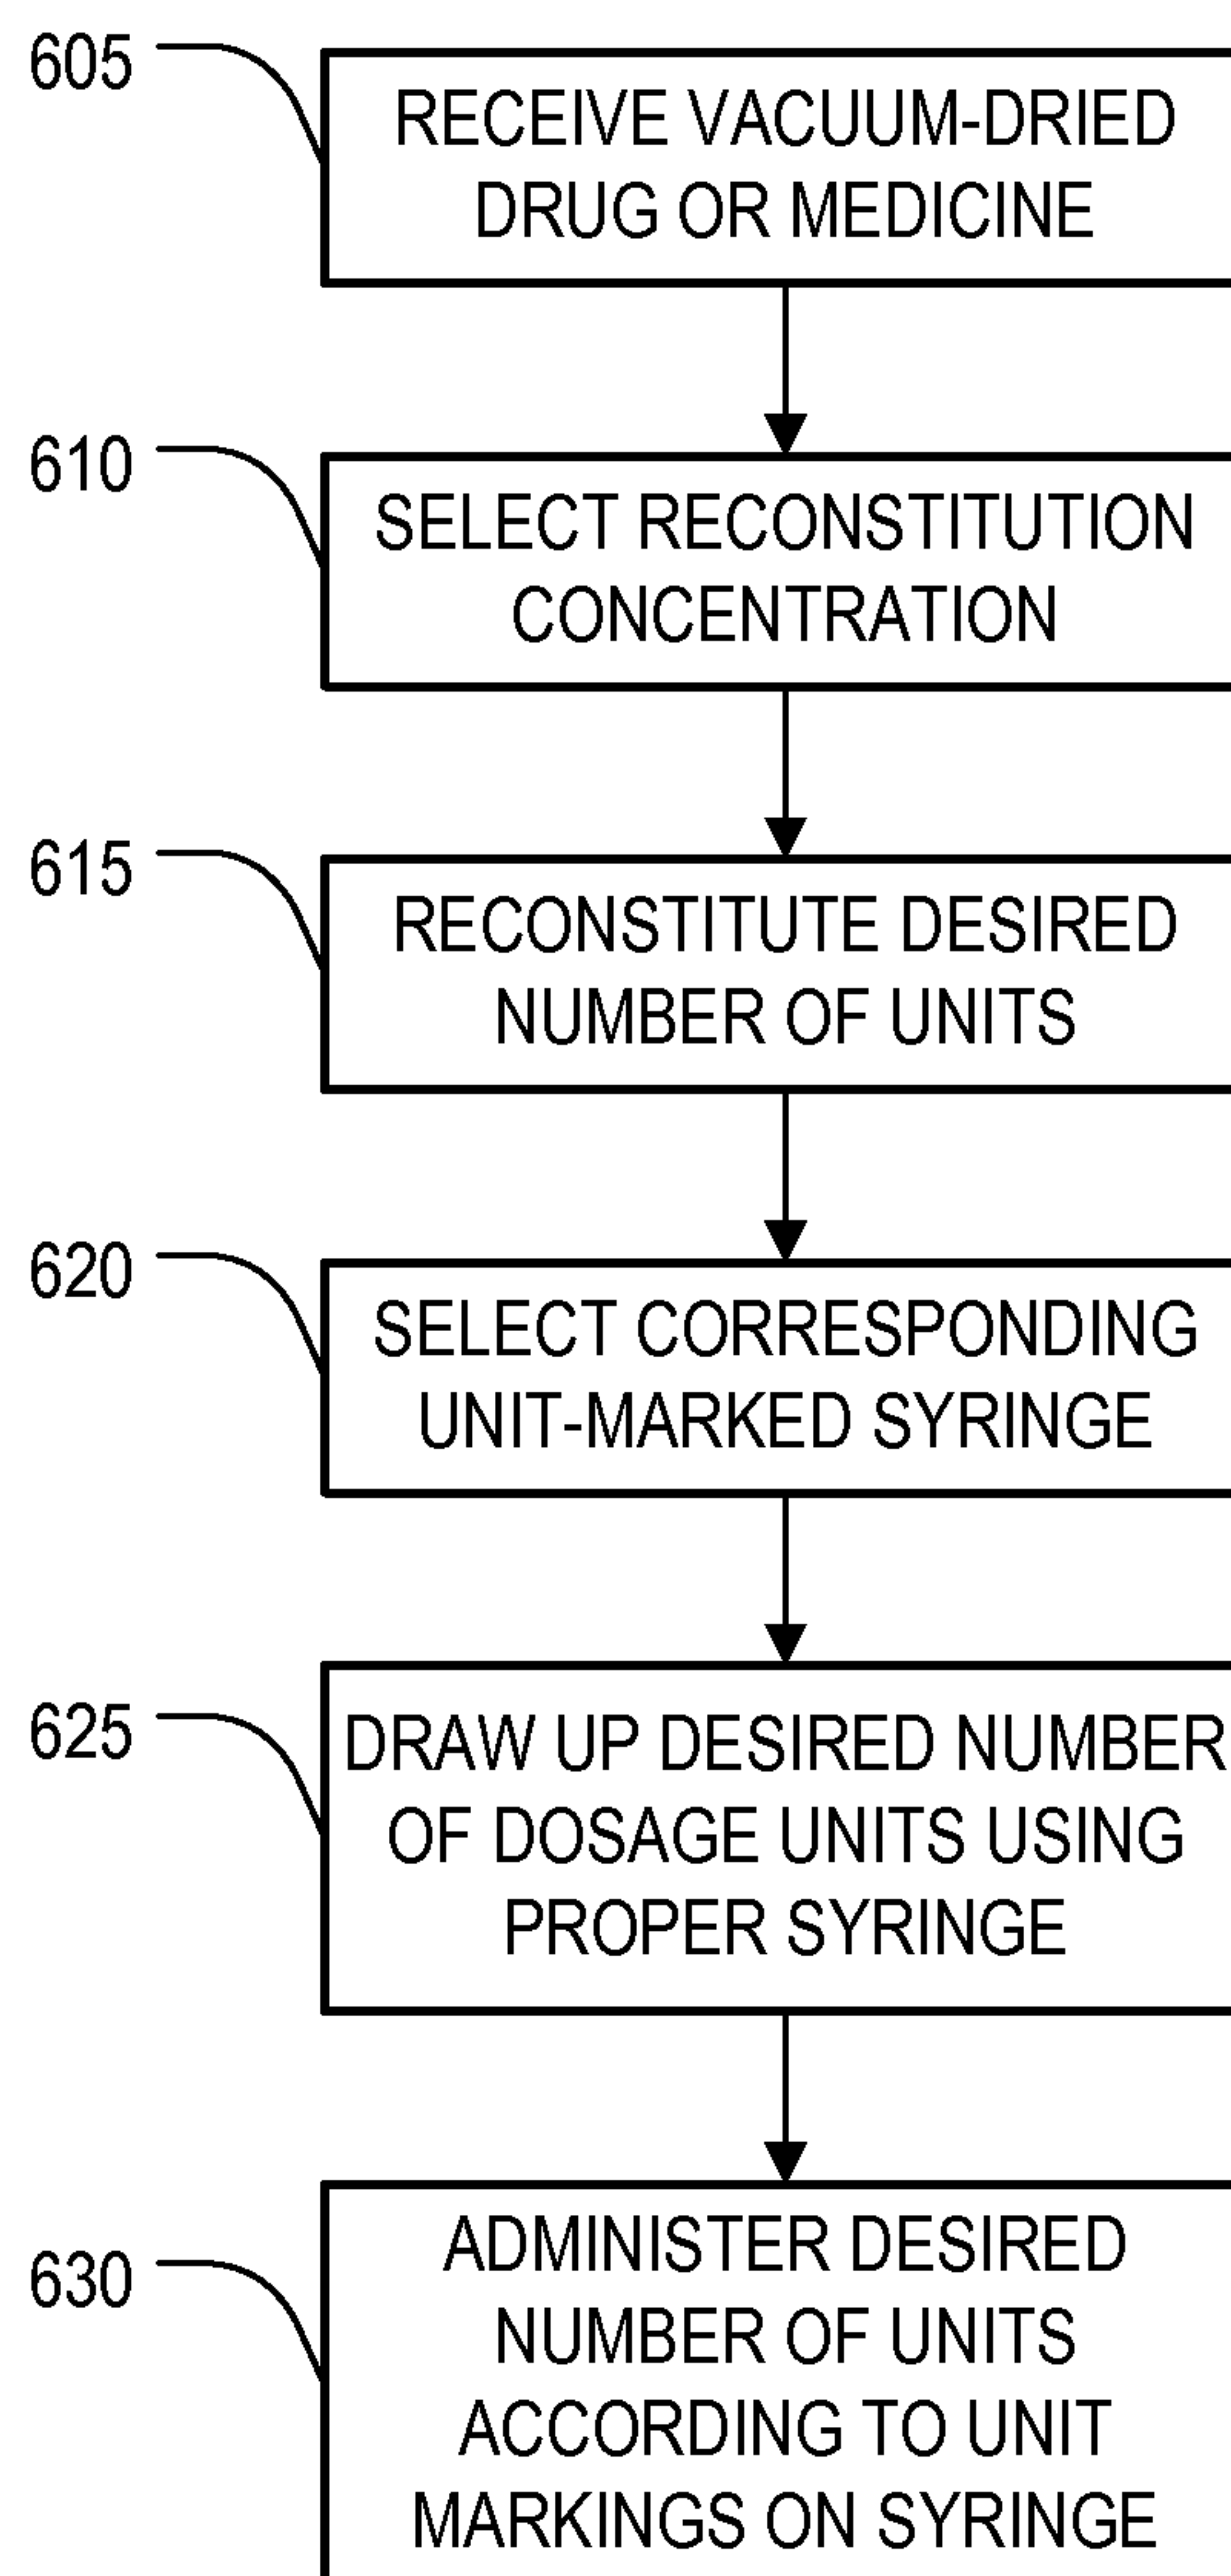 605
RECEIVE VACUUM-DRIED
DRUG OR MEDICINE
610
SELECT RECONSTITUTION
CONCENTRATION
615
RECONSTITUTE DESIRED
NUMBER OF UNITS
620
SELECT CORRESPONDING
UNIT-MARKED SYRINGE
625
DRAW UP DESIRED NUMBER
OF DOSAGE UNITS USING
PROPER SYRINGE
630
ADMINISTER DESIRED
NUMBER OF UNITS
ACCORDING TO UNIT
MARKINGS ON SYRINGE